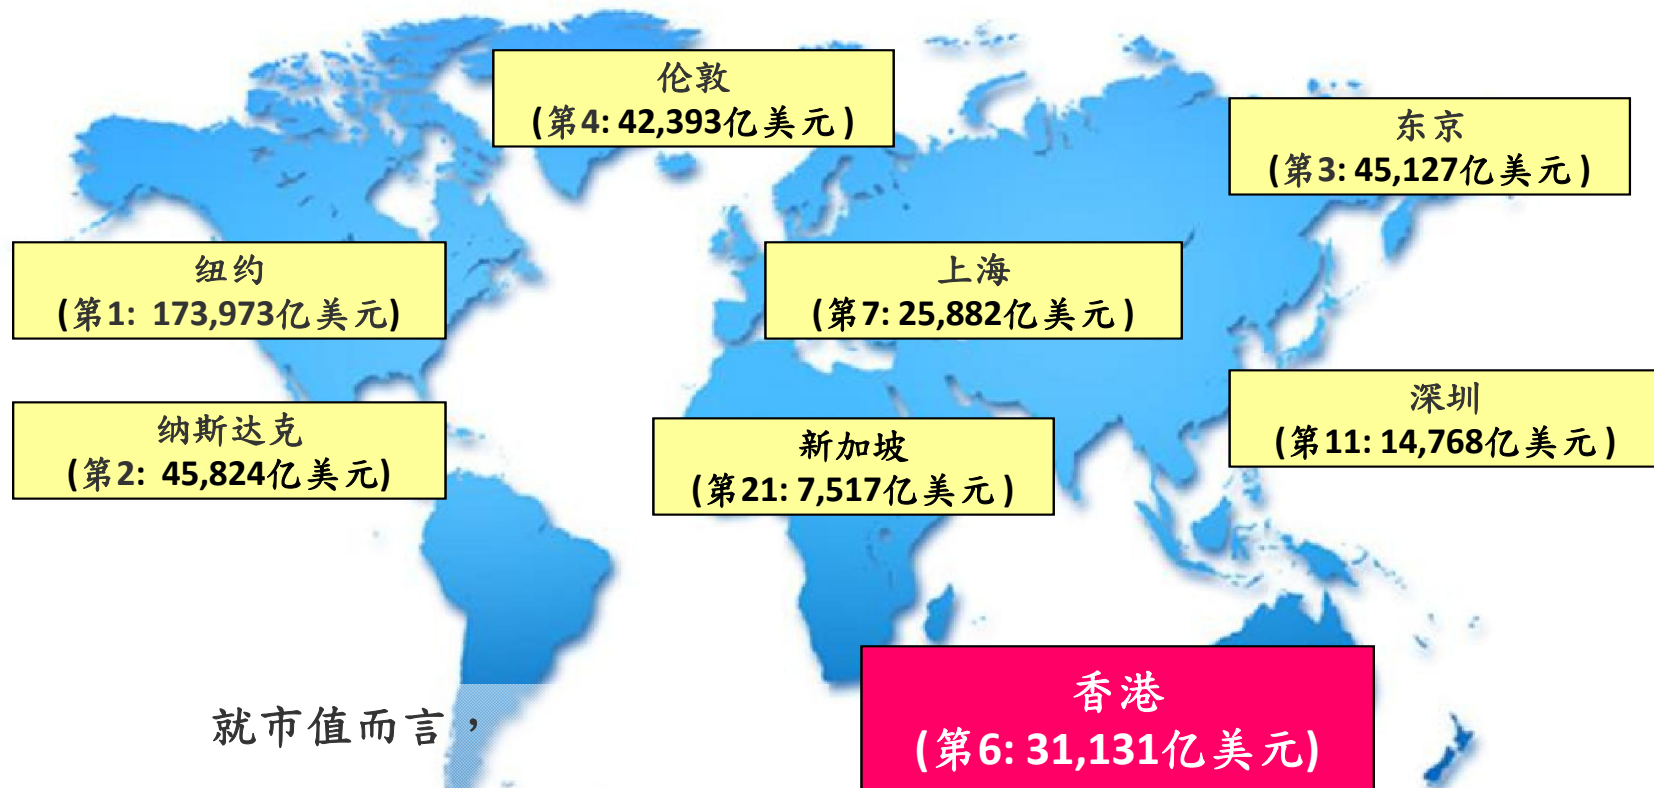 伦敦
(第4: 42,393亿美元)
东京
(第3: 45,127亿美元)
纽约
(第1: 173,973亿美元)
上海
(第7: 25,882亿美元)
纳斯达克
(第2: 45,824亿美元)
新加坡
(第21: 7,517亿美元)
深圳
(第11: 14,768亿美元)
香港
(第6: 31,131亿美元)
就市值而言，